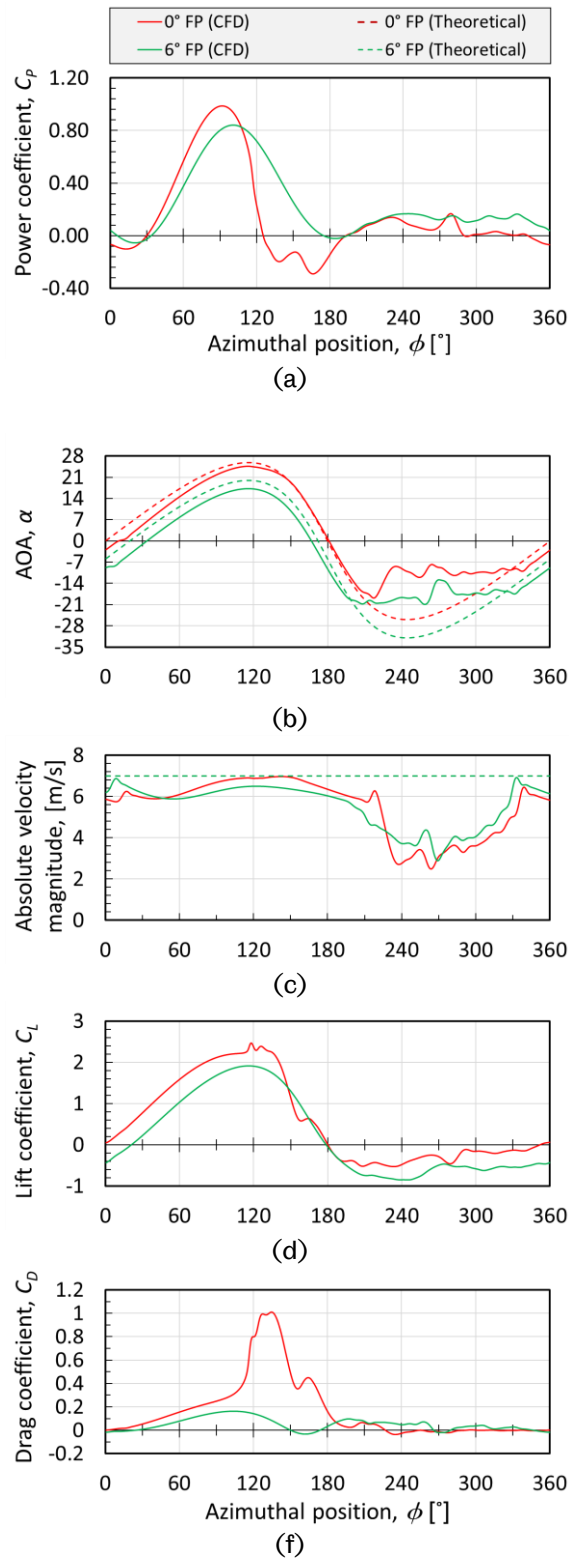 0° FP (CFD) 0° FP (Theoretical)
6° FP (CFD) 6° FP (Theoretical)
Power coefficient, C_P
1.20
0.80
0.40
0.00
-0.40
0 60 120 180 240 300 360
Azimuthal position, ϕ [°]
(a)
AOA, α
28
21
14
7
0
-7
-14
-21
-28
-35
0 60 120 180 240 300 360
(b)
Absolute velocity
magnitude, [m/s]
8
6
4
2
0
0 60 120 180 240 300 360
(c)
Lift coefficient, C_L
3
2
1
0
-1
0 60 120 180 240 300 360
(d)
Drag coefficient, C_D
1.2
1
0.8
0.6
0.4
0.2
0
-0.2
0 60 120 180 240 300 360
Azimuthal position, ϕ [°]
(f)